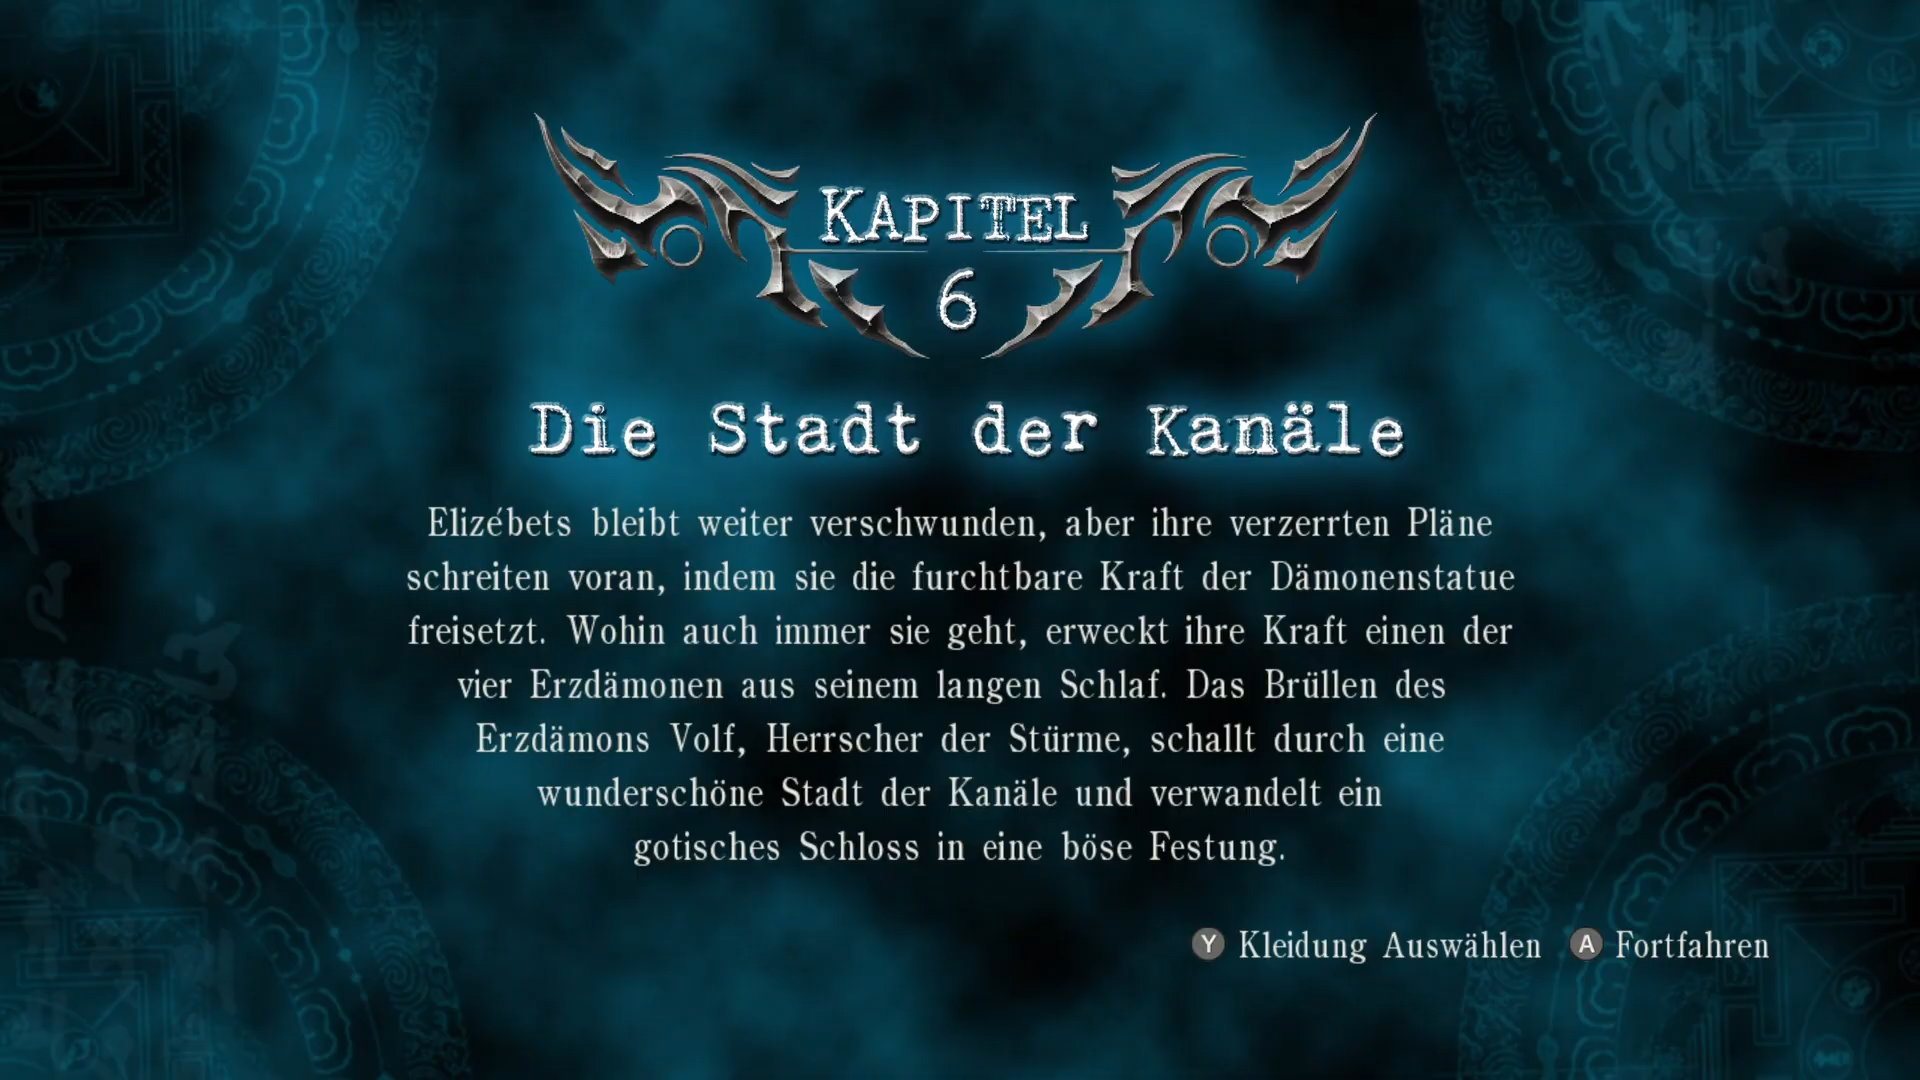 KAPITEL
6
Die Stadt der Kanäle
Elizébets bleibt weiter verschwunden, aber ihre verzerrten Pläne
schreiten voran, indem sie die furchtbare Kraft der Dämonenstatue
freisetzt. Wohin auch immer sie geht, erweckt ihre Kraft einen der
vier Erzdämonen aus seinem langen Schlaf. Das Brüllen des
Erzdämons Volf, Herrscher der Stürme, schallt durch eine
wunderschöne Stadt der Kanäle und verwandelt ein
gotisches Schloss in eine böse Festung.
Y Kleidung Auswählen A Fortfahren